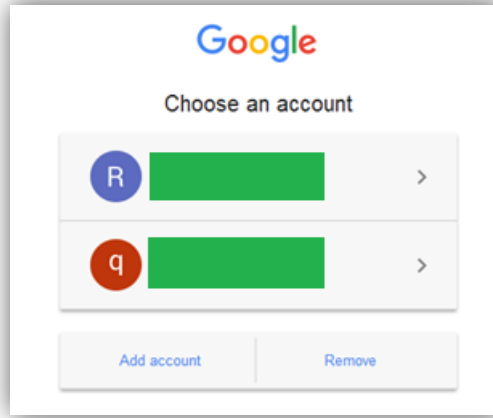 Google
Choose an account
R
q
Add account Remove